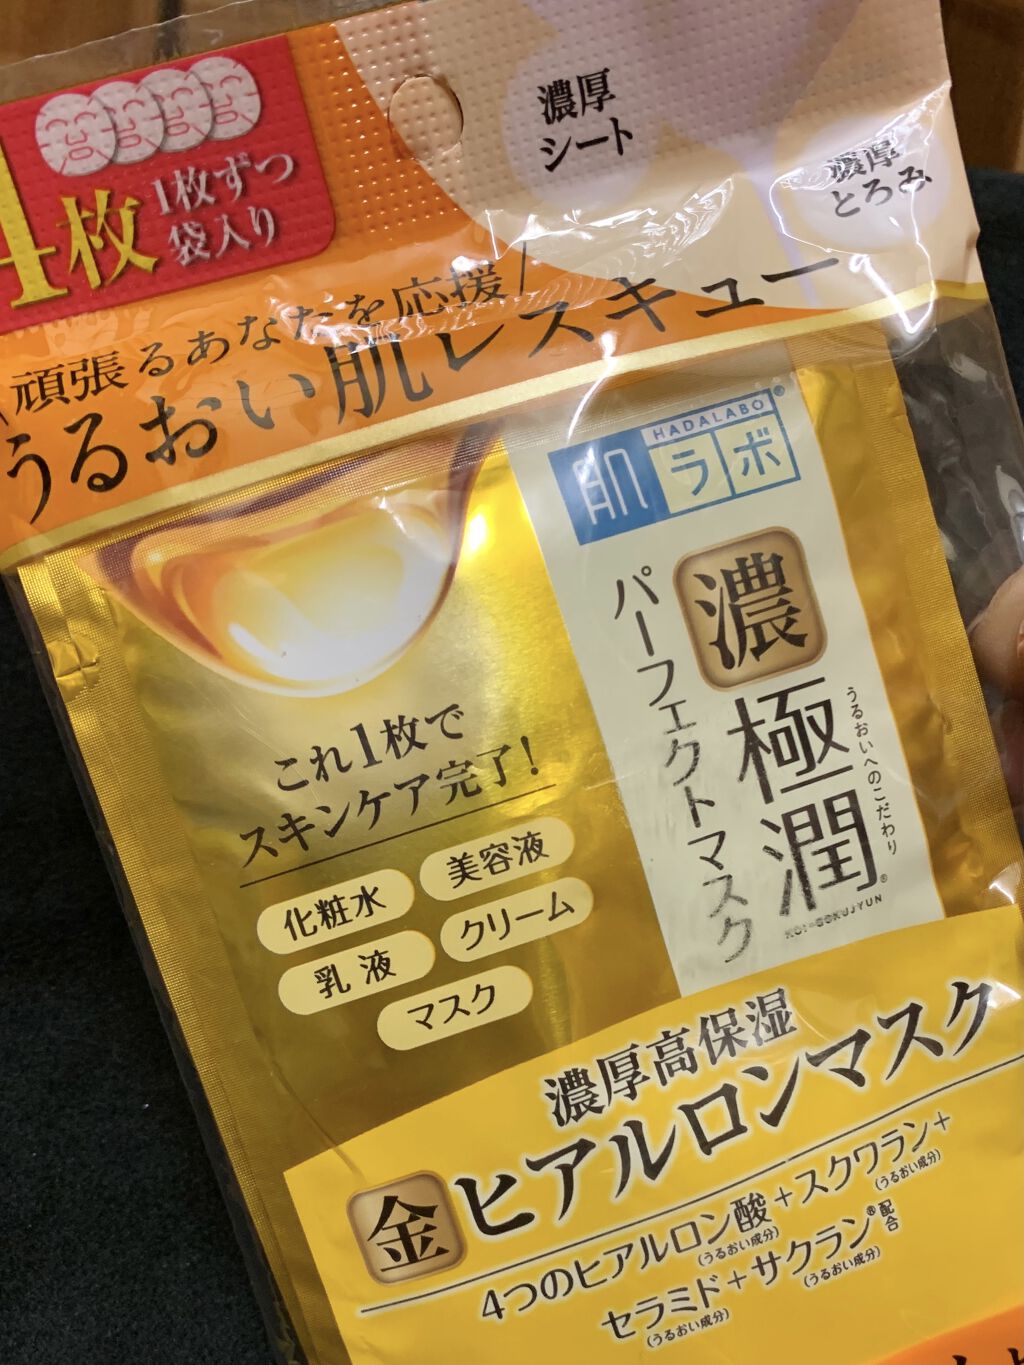 濃厚
シート
濃厚
とろみ
4枚
1枚ずつ
袋入り
頑張るあなたを応援
うるおい肌レスキュー
HADALABO®
肌ラボ
濃
極潤®
KOI-GOKUJYUN
うるおいへのこだわり
パーフェクトマスク
これ1枚で
スキンケア完了!
化粧水
美容液
乳液
クリーム
マスク
濃厚高保湿
金 ヒアルロンマスク
4つのヒアルロン酸+スクワラン+
(うるおい成分)
(うるおい成分)
セラミド+サクラン®配合
(うるおい成分)
(うるおい成分)